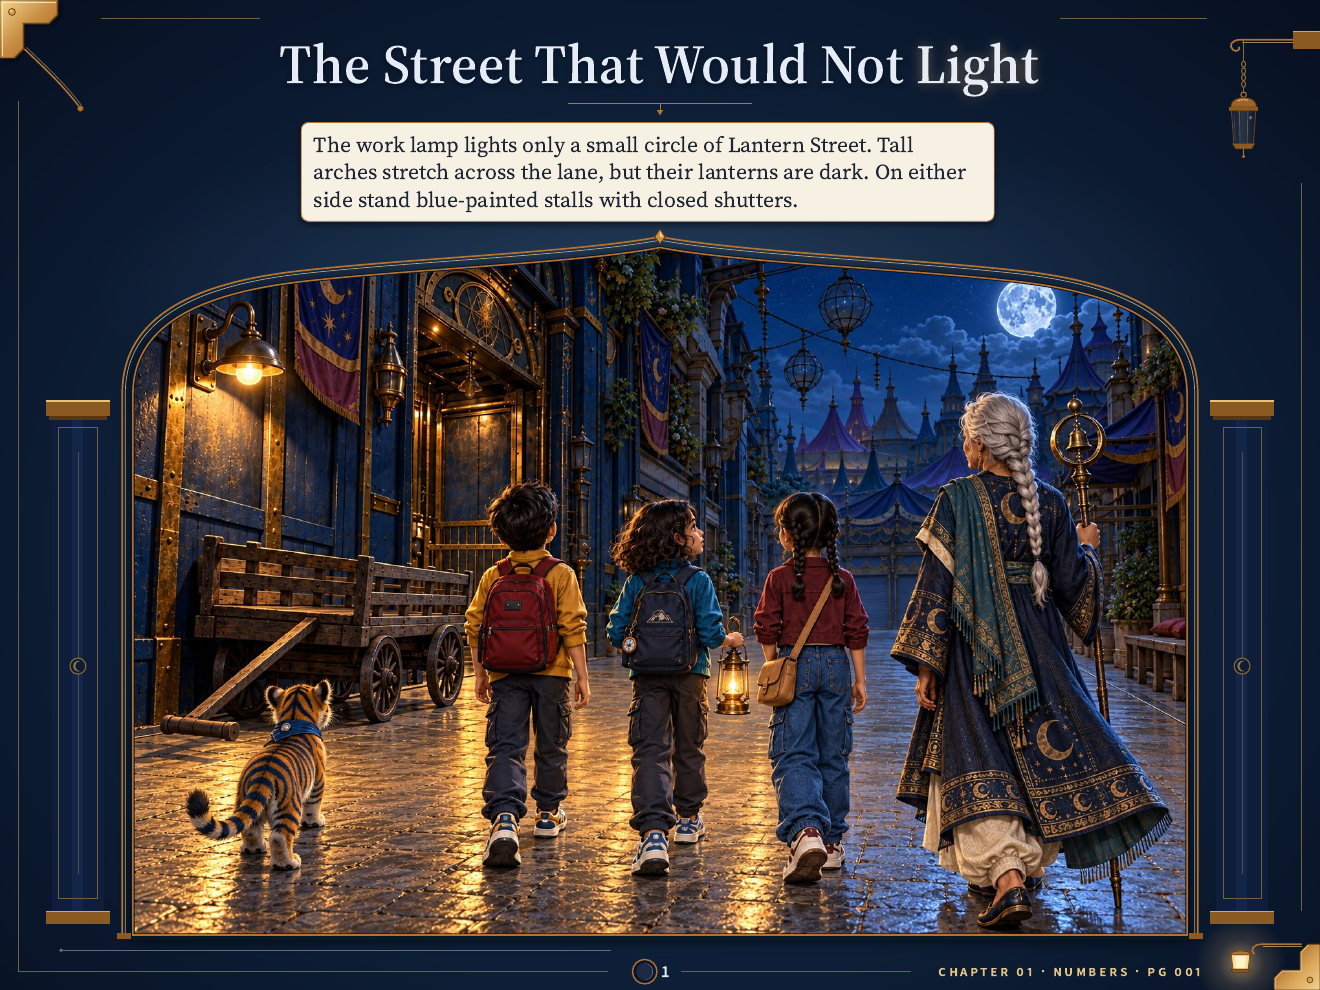 The Street That Would Not Light
The work lamp lights only a small circle of Lantern Street. Tall
arches stretch across the lane, but their lanterns are dark. On either
side stand blue-painted stalls with closed shutters.
1
CHAPTER 01 · NUMBERS · PG 001